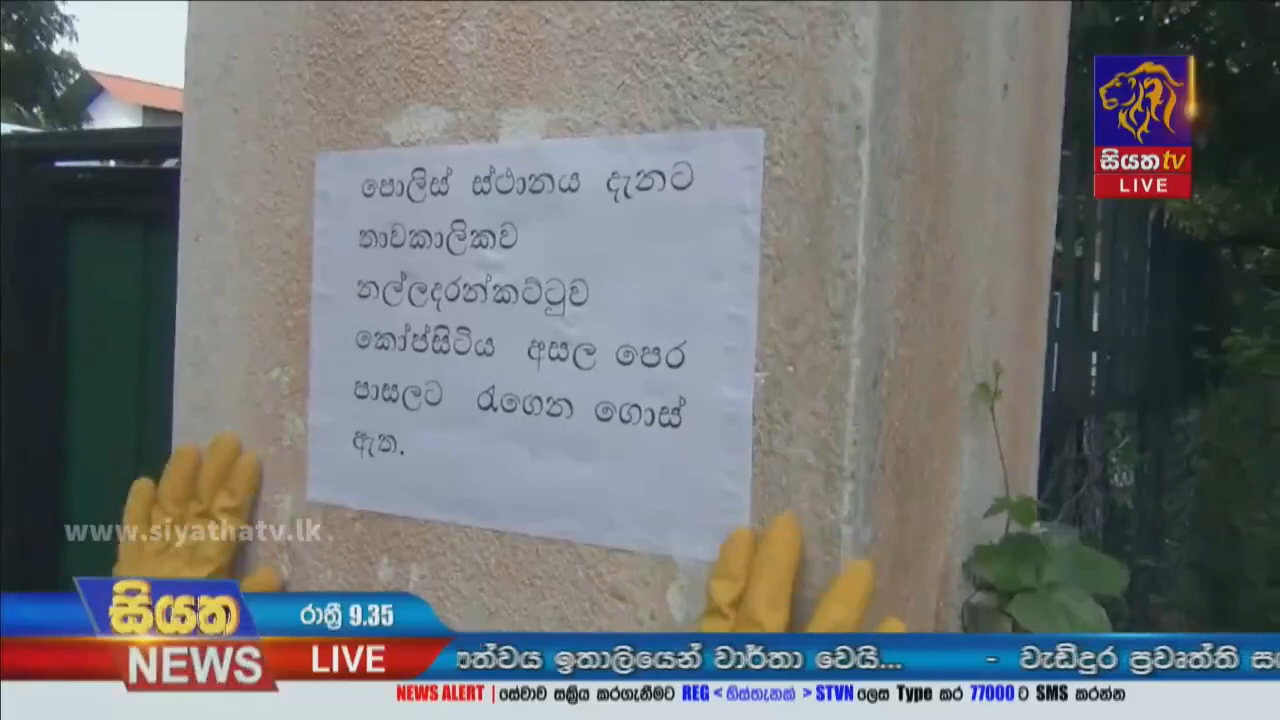 සියත tv
LIVE
පොලිස් ස්ථානය දැනට
තාවකාලිකව
නල්ලදරන්කට්ටුව
කෝප්සිටිය අසල පෙර
පාසලට රැගෙන ගොස්
ඇත.
www.siyathatv.lk
සියත
NEWS
රාත්‍රී 9.35
LIVE
ඉතාලියෙන් වාර්තා වෙයි... - වැඩිදුර ප්‍රවෘත්ති
NEWS ALERT | සේවාව සක්‍රිය කරගැනීමට REG < හිස්තැනක් > STVN ලෙස Type කර 77000 ට SMS කරන්න